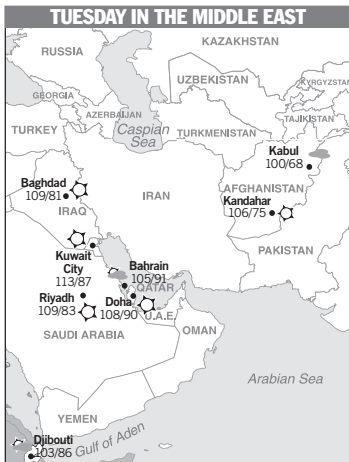 TUESDAY IN THE MIDDLE EAST
KAZAKHSTAN
RUSSIA
UZBEKISTAN
KYRGYZSTAN
GEORGIA
AZERBAIJAN
TAJIKISTAN
TURKEY
Caspian
Sea
TURKMENISTAN
Kabul
100/68
Baghdad
109/81
IRAN
AFGHANISTAN
Kandahar
106/75
IRAQ
Kuwait
City
113/87
PAKISTAN
Bahrain
105/91
QATAR
Riyadh
109/83
Doha
108/90
U.A.E.
SAUDI ARABIA
OMAN
Arabian Sea
YEMEN
Djibouti
103/86
Gulf of Aden